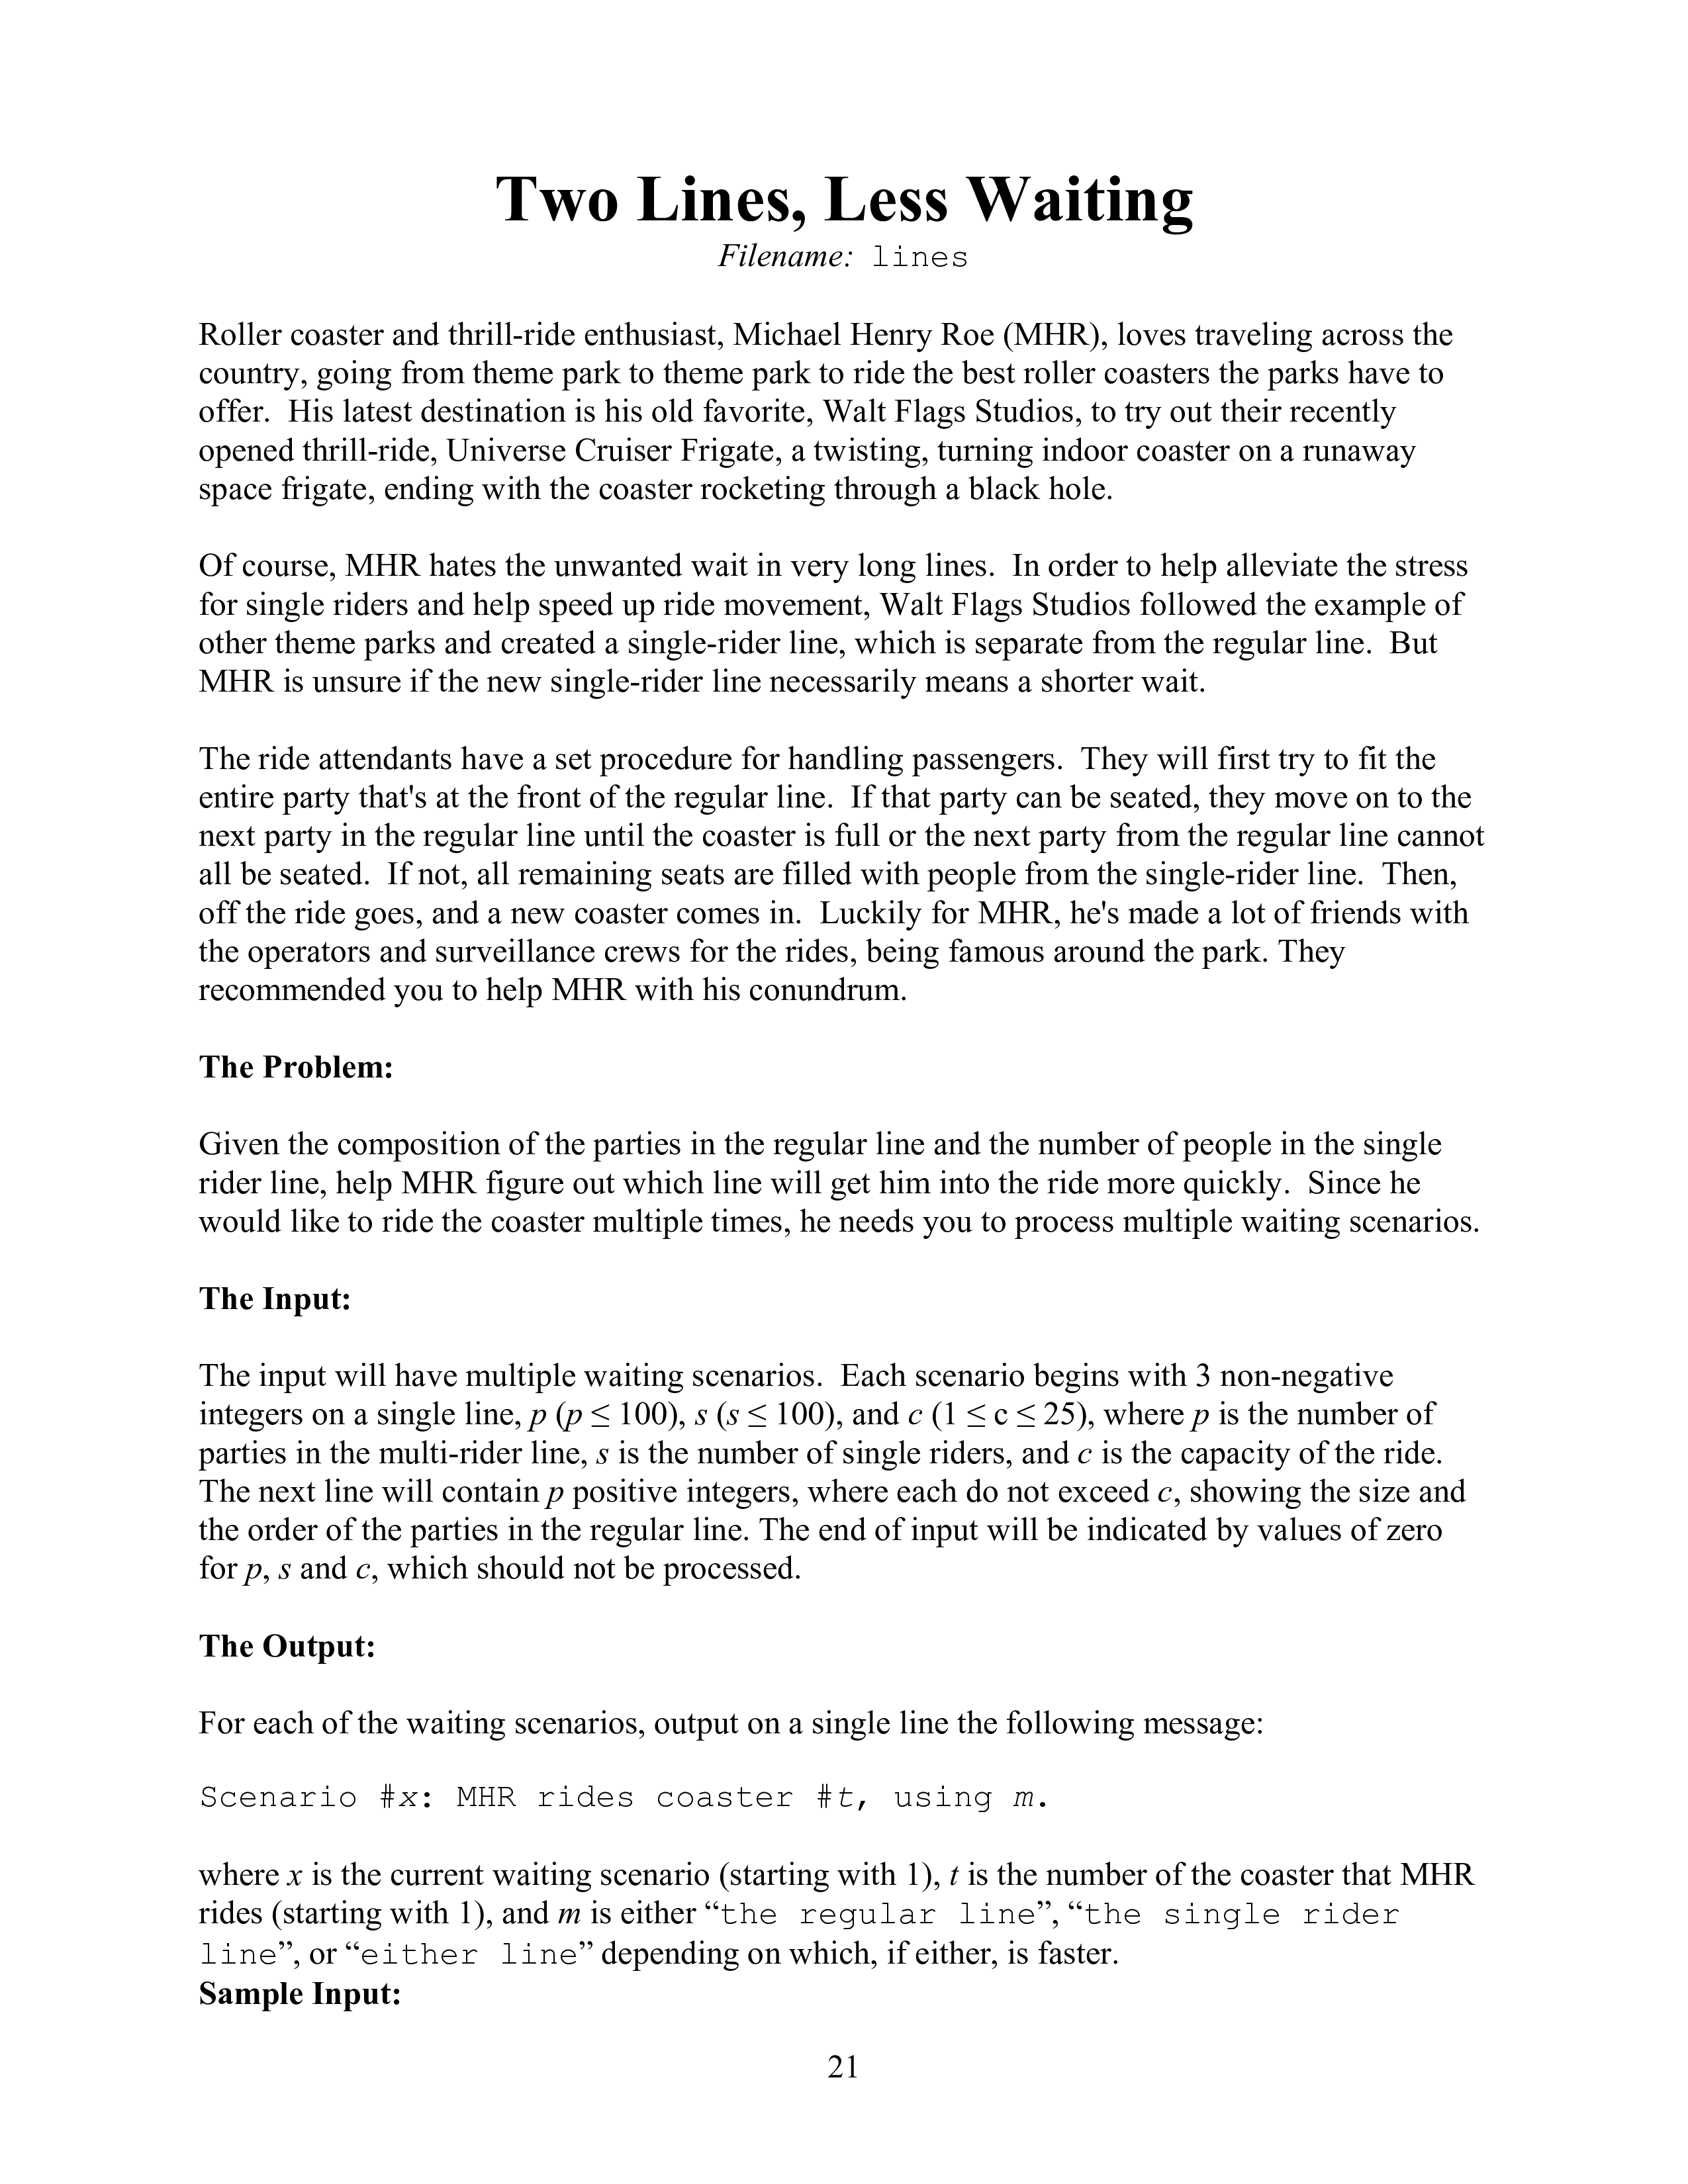 Two Lines, Less Waiting
Filename: lines
Roller coaster and thrill-ride enthusiast, Michael Henry Roe (MHR), loves traveling across the
country, going from theme park to theme park to ride the best roller coasters the parks have to
offer. His latest destination is his old favorite, Walt Flags Studios, to try out their recently
opened thrill-ride, Universe Cruiser Frigate, a twisting, turning indoor coaster on a runaway
space frigate, ending with the coaster rocketing through a black hole.
Of course, MHR hates the unwanted wait in very long lines. In order to help alleviate the stress
for single riders and help speed up ride movement, Walt Flags Studios followed the example of
other theme parks and created a single-rider line, which is separate from the regular line. But
MHR is unsure if the new single-rider line necessarily means a shorter wait.
The ride attendants have a set procedure for handling passengers. They will first try to fit the
entire party that's at the front of the regular line. If that party can be seated, they move on to the
next party in the regular line until the coaster is full or the next party from the regular line cannot
all be seated. If not, all remaining seats are filled with people from the single-rider line. Then,
off the ride goes, and a new coaster comes in. Luckily for MHR, he's made a lot of friends with
the operators and surveillance crews for the rides, being famous around the park. They
recommended you to help MHR with his conundrum.
The Problem:
Given the composition of the parties in the regular line and the number of people in the single
rider line, help MHR figure out which line will get him into the ride more quickly. Since he
would like to ride the coaster multiple times, he needs you to process multiple waiting scenarios.
The Input:
The input will have multiple waiting scenarios. Each scenario begins with 3 non-negative
integers on a single line, p (p ≤ 100), s (s ≤ 100), and c (1 ≤ c ≤ 25), where p is the number of
parties in the multi-rider line, s is the number of single riders, and c is the capacity of the ride.
The next line will contain p positive integers, where each do not exceed c, showing the size and
the order of the parties in the regular line. The end of input will be indicated by values of zero
for p, s and c, which should not be processed.
The Output:
For each of the waiting scenarios, output on a single line the following message:
Scenario #x: MHR rides coaster #t, using m.
where x is the current waiting scenario (starting with 1), t is the number of the coaster that MHR
rides (starting with 1), and m is either “the regular line”, “the single rider
line”, or “either line” depending on which, if either, is faster.
Sample Input:
21